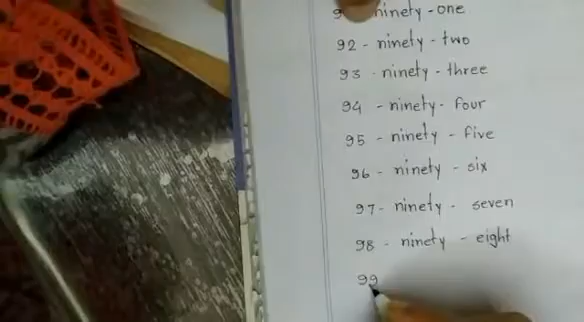 9 ninety - one
92 - ninety - two
93 - ninety - three
94 - ninety - four
95 - ninety - five
96 - ninety - six
97 - ninety - seven
98 - ninety - eight
99